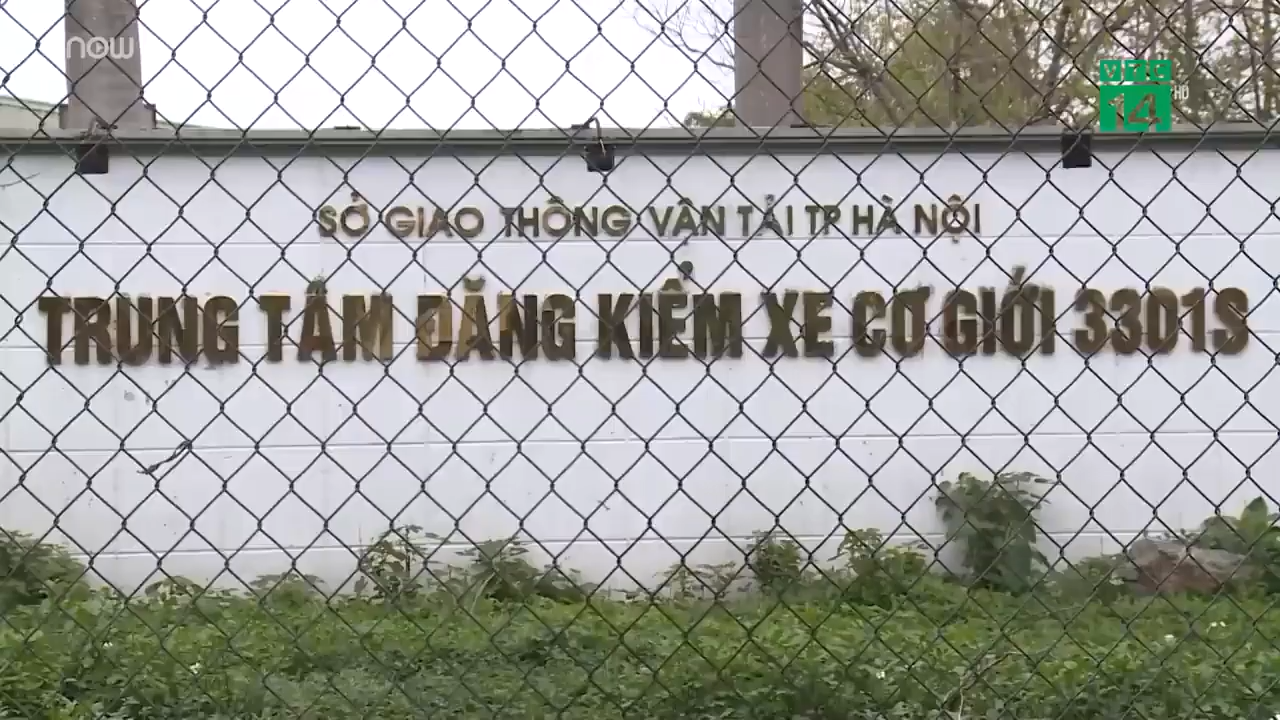 now
VTC
14
HD
SỞ GIAO THÔNG VẬN TẢI TP HÀ NỘI
TRUNG TÂM ĐĂNG KIỂM XE CƠ GIỚI 3301S